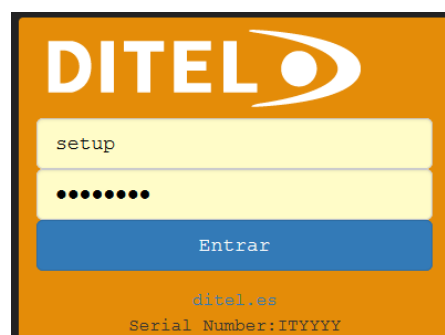 DITEL
setup
••••••••
Entrar
ditel.es
Serial Number:ITYYYY